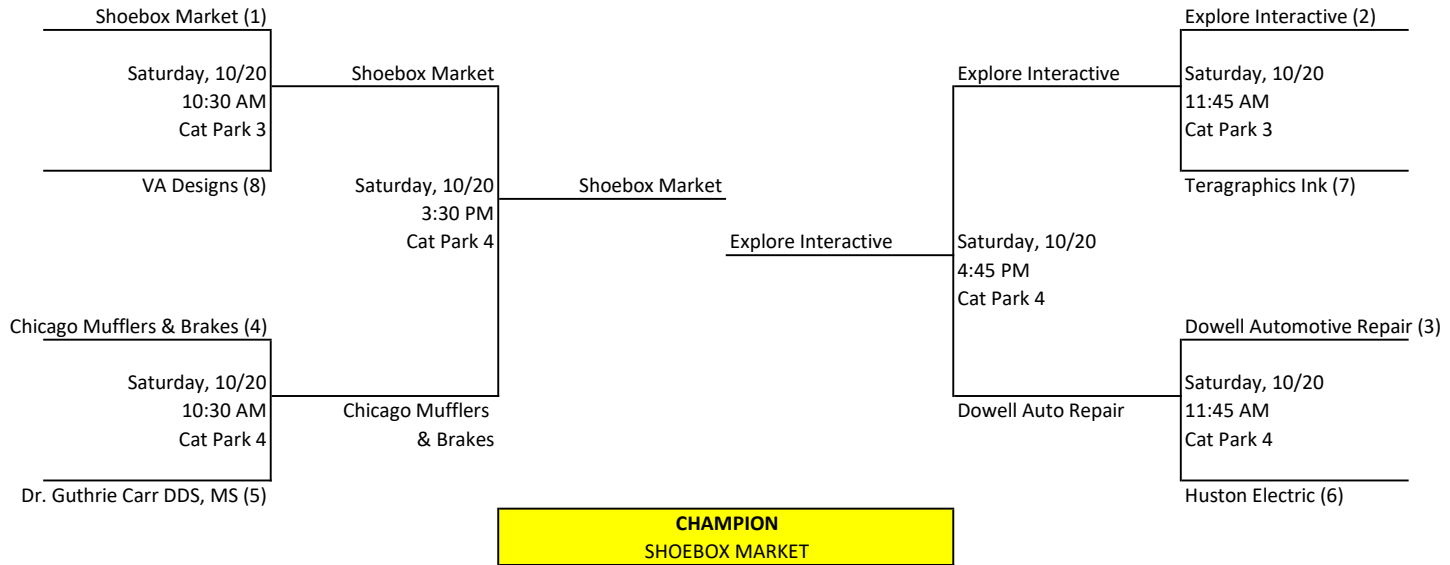 Shoebox Market (1)
Saturday, 10/20
10:30 AM
Cat Park 3
VA Designs (8)
Shoebox Market
Saturday, 10/20
3:30 PM
Cat Park 4
Chicago Mufflers & Brakes (4)
Saturday, 10/20
10:30 AM
Cat Park 4
Dr. Guthrie Carr DDS, MS (5)
Chicago Mufflers
& Brakes
Shoebox Market
Explore Interactive
Explore Interactive
Saturday, 10/20
4:45 PM
Cat Park 4
Dowell Auto Repair
Explore Interactive (2)
Saturday, 10/20
11:45 AM
Cat Park 3
Teragraphics Ink (7)
Dowell Automotive Repair (3)
Saturday, 10/20
11:45 AM
Cat Park 4
Huston Electric (6)
CHAMPION
SHOEBOX MARKET